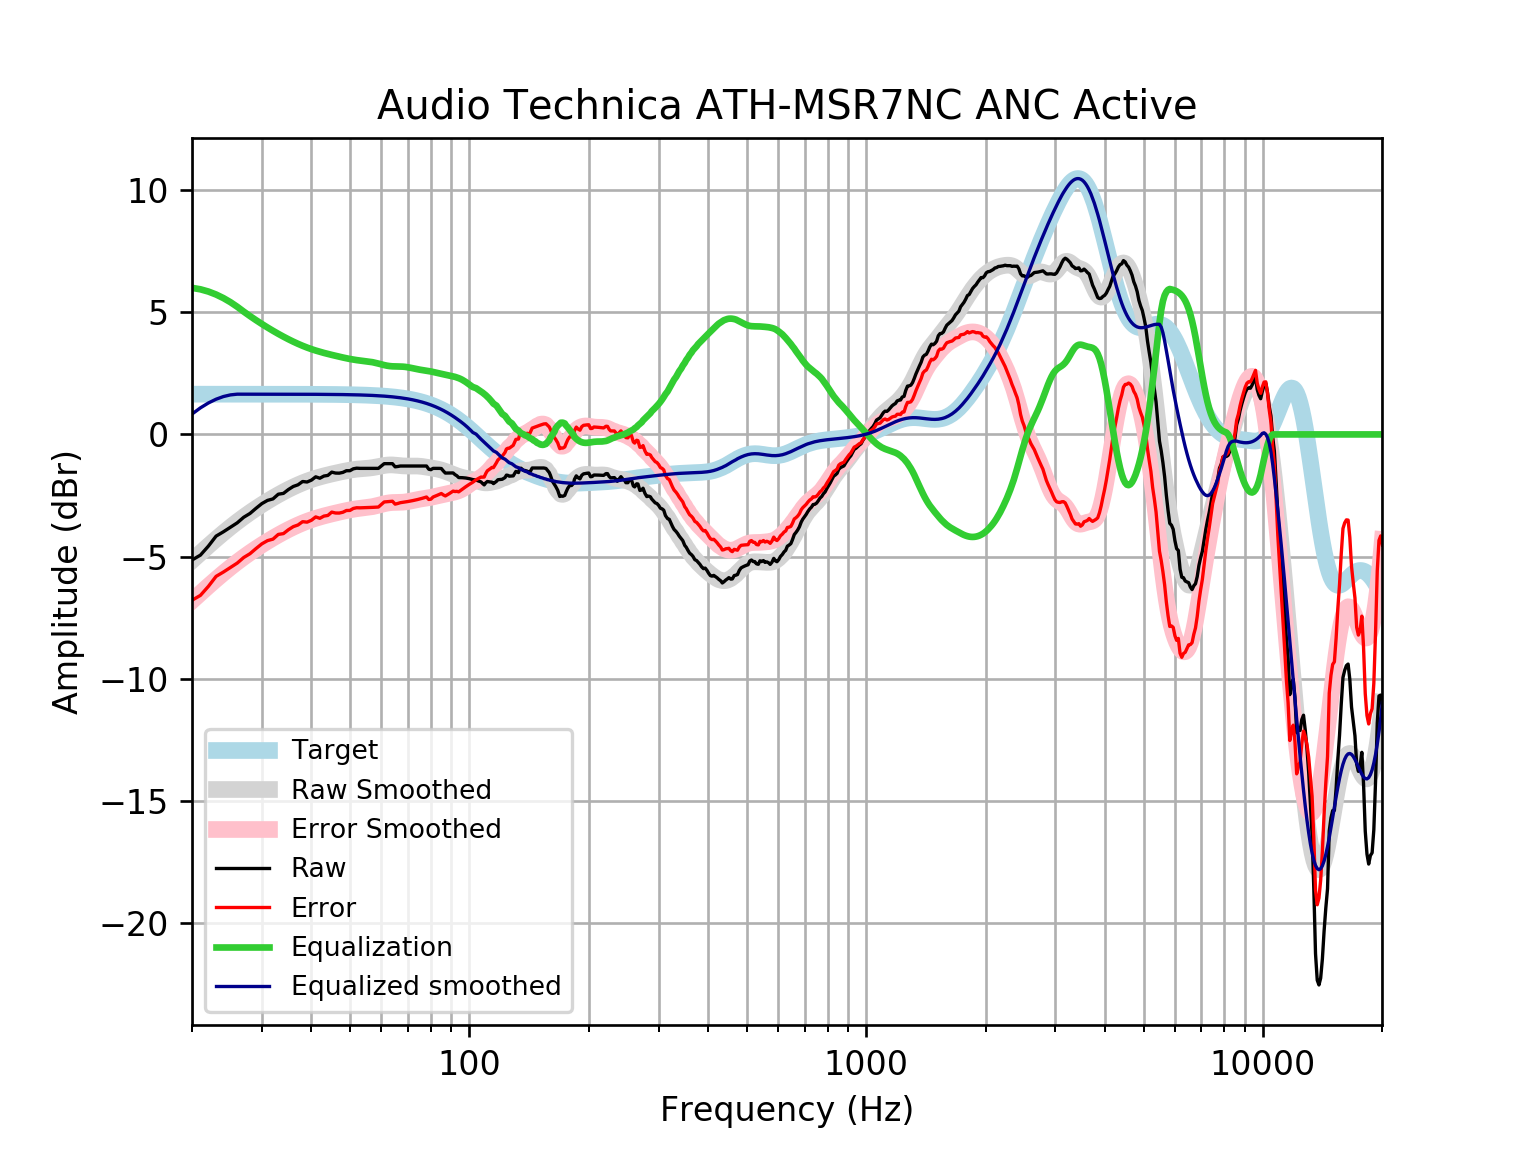 Audio Technica ATH-MSR7NC ANC Active
10
5
0
−5
−10
−15
−20
Amplitude (dBr)
Target
Raw Smoothed
Error Smoothed
Raw
Error
Equalization
Equalized smoothed
100 1000 10000
Frequency (Hz)